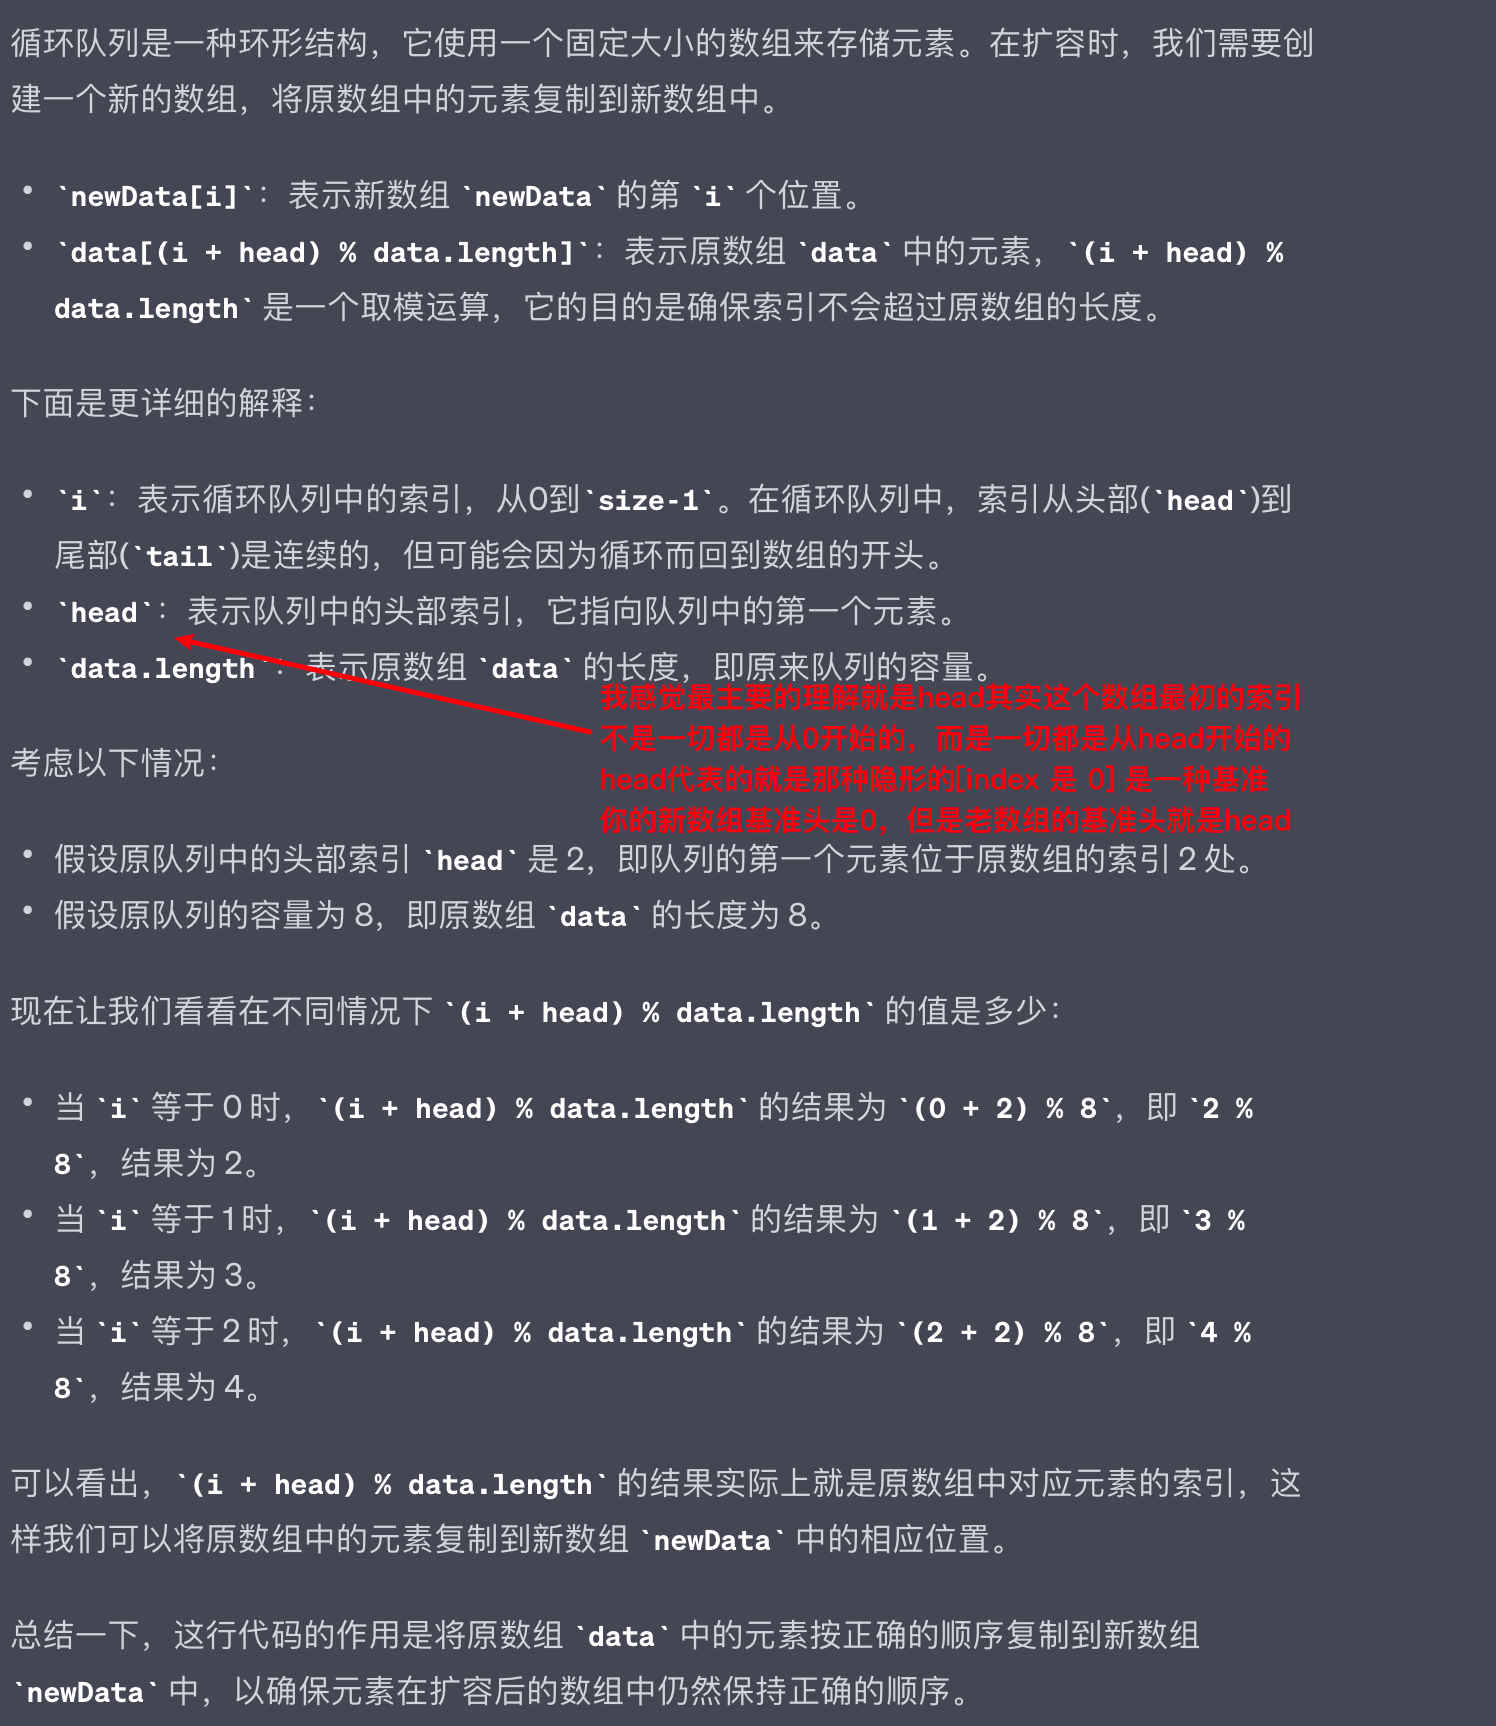 循环队列是一种环形结构，它使用一个固定大小的数组来存储元素。在扩容时，我们需要创
建一个新的数组，将原数组中的元素复制到新数组中。
• `newData[i]`：表示新数组 `newData` 的第 `i` 个位置。
• `data[(i + head) % data.length]`：表示原数组 `data` 中的元素，`(i + head) %
data.length` 是一个取模运算，它的目的是确保索引不会超过原数组的长度。
下面是更详细的解释：
• `i`：表示循环队列中的索引，从0到`size-1`。在循环队列中，索引从头部(`head`)到
尾部(`tail`)是连续的，但可能会因为循环而回到数组的开头。
• `head`：表示队列中的头部索引，它指向队列中的第一个元素。
• `data.length`：表示原数组 `data` 的长度，即原来队列的容量。
我感觉最主要的理解就是head其实这个数组最初的索引
不是一切都是从0开始的，而是一切都是从head开始的
head代表的就是那种隐形的[index 是 0] 是一种基准
你的新数组基准头是0，但是老数组的基准头就是head
考虑以下情况：
• 假设原队列中的头部索引 `head` 是 2，即队列的第一个元素位于原数组的索引 2 处。
• 假设原队列的容量为 8，即原数组 `data` 的长度为 8。
现在让我们看看在不同情况下 `(i + head) % data.length` 的值是多少：
• 当 `i` 等于 0 时，`(i + head) % data.length` 的结果为 `(0 + 2) % 8`，即 `2 %
8`，结果为 2。
• 当 `i` 等于 1 时，`(i + head) % data.length` 的结果为 `(1 + 2) % 8`，即 `3 %
8`，结果为 3。
• 当 `i` 等于 2 时，`(i + head) % data.length` 的结果为 `(2 + 2) % 8`，即 `4 %
8`，结果为 4。
可以看出，`(i + head) % data.length` 的结果实际上就是原数组中对应元素的索引，这
样我们可以将原数组中的元素复制到新数组 `newData` 中的相应位置。
总结一下，这行代码的作用是将原数组 `data` 中的元素按正确的顺序复制到新数组
`newData` 中，以确保元素在扩容后的数组中仍然保持正确的顺序。